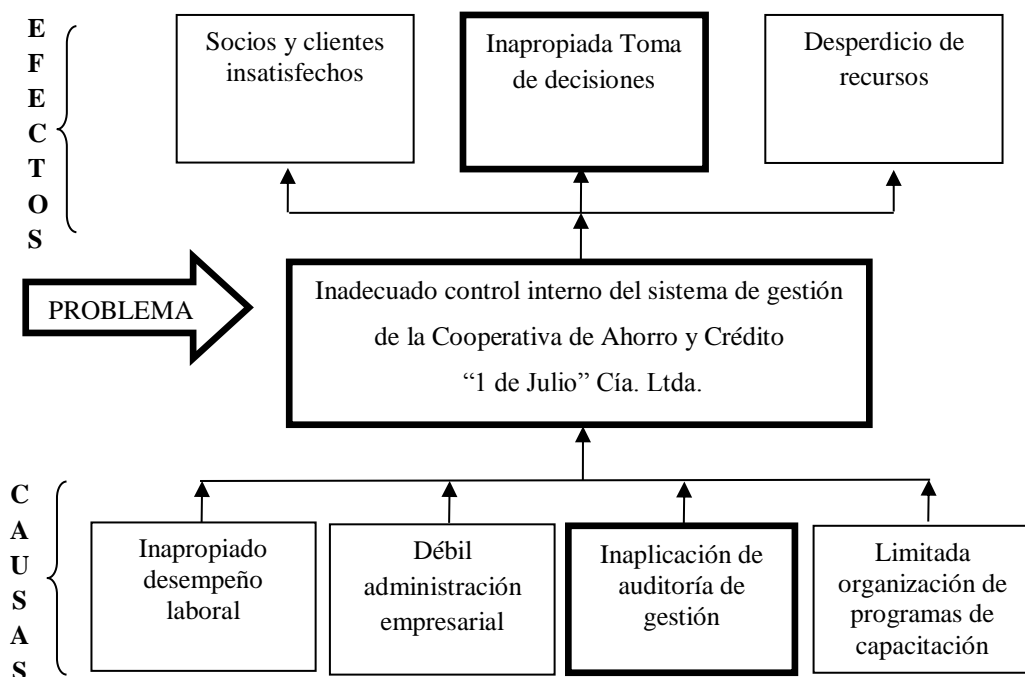 E
F
E
C
T
O
S
Socios y clientes
insatisfechos
Inapropiada Toma
de decisiones
Desperdicio de
recursos
PROBLEMA
Inadecuado control interno del sistema de gestión
de la Cooperativa de Ahorro y Crédito
“1 de Julio” Cía. Ltda.
C
A
U
S
A
S
Inapropiado
desempeño
laboral
Débil
administración
empresarial
Inaplicación de
auditoría de
gestión
Limitada
organización de
programas de
capacitación